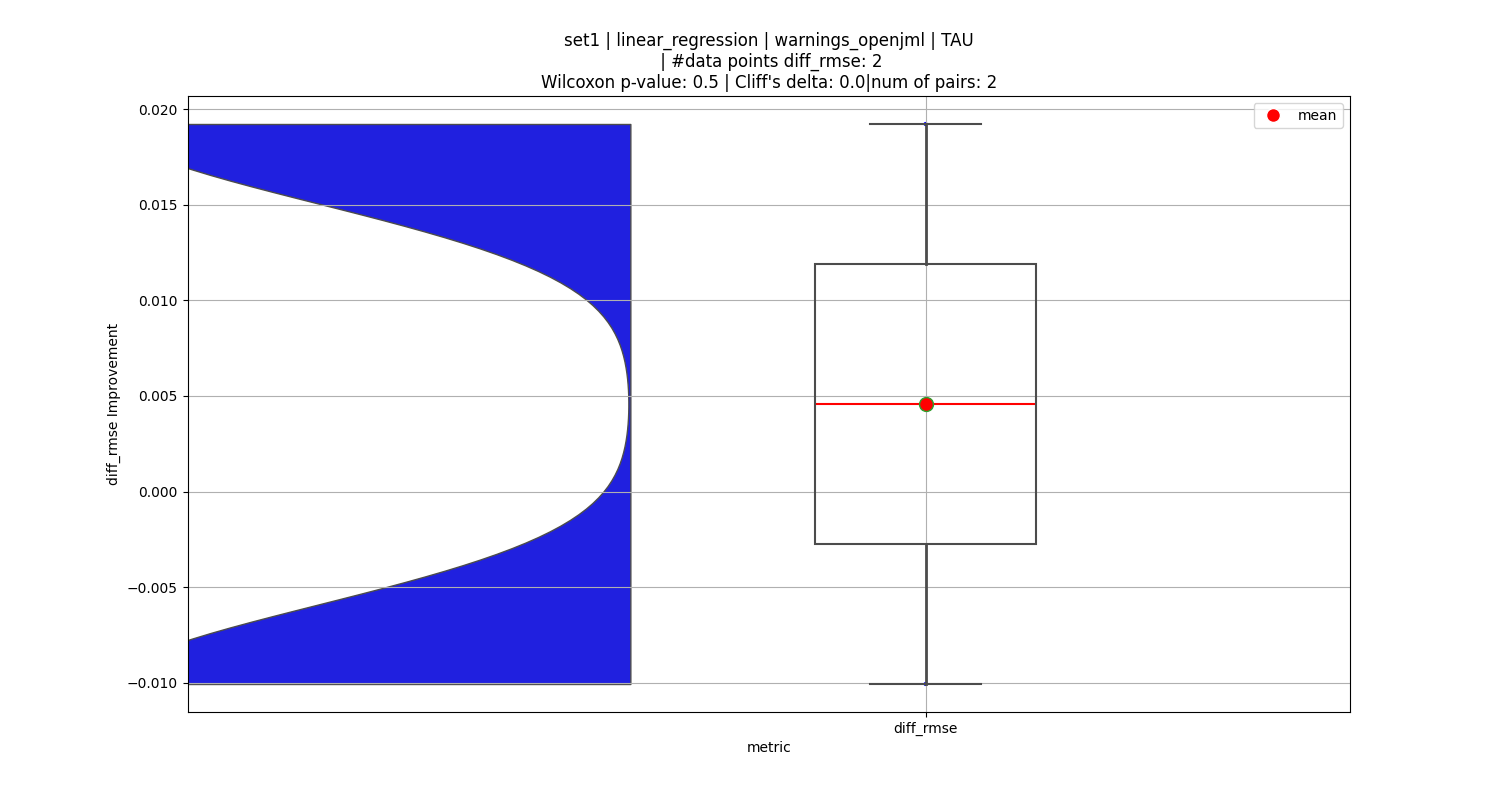 set1 | linear_regression | warnings_openjml | TAU
| #data points diff_rmse: 2
Wilcoxon p-value: 0.5 | Cliff's delta: 0.0|num of pairs: 2
mean
0.020
0.015
0.010
0.005
0.000
−0.005
−0.010
diff_rmse Improvement
diff_rmse
metric